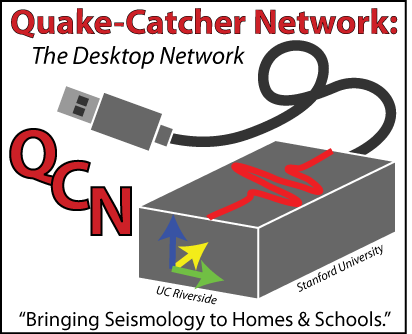 Quake-Catcher Network:
The Desktop Network
QCN
UC Riverside
Stanford University
“Bringing Seismology to Homes & Schools.”